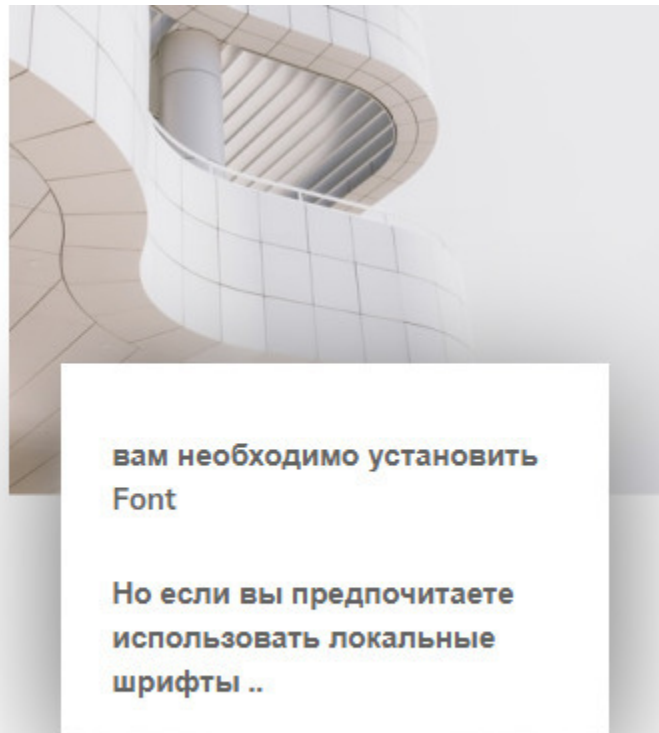 вам необходимо установить
Font
Но если вы предпочитаете
использовать локальные
шрифты ..